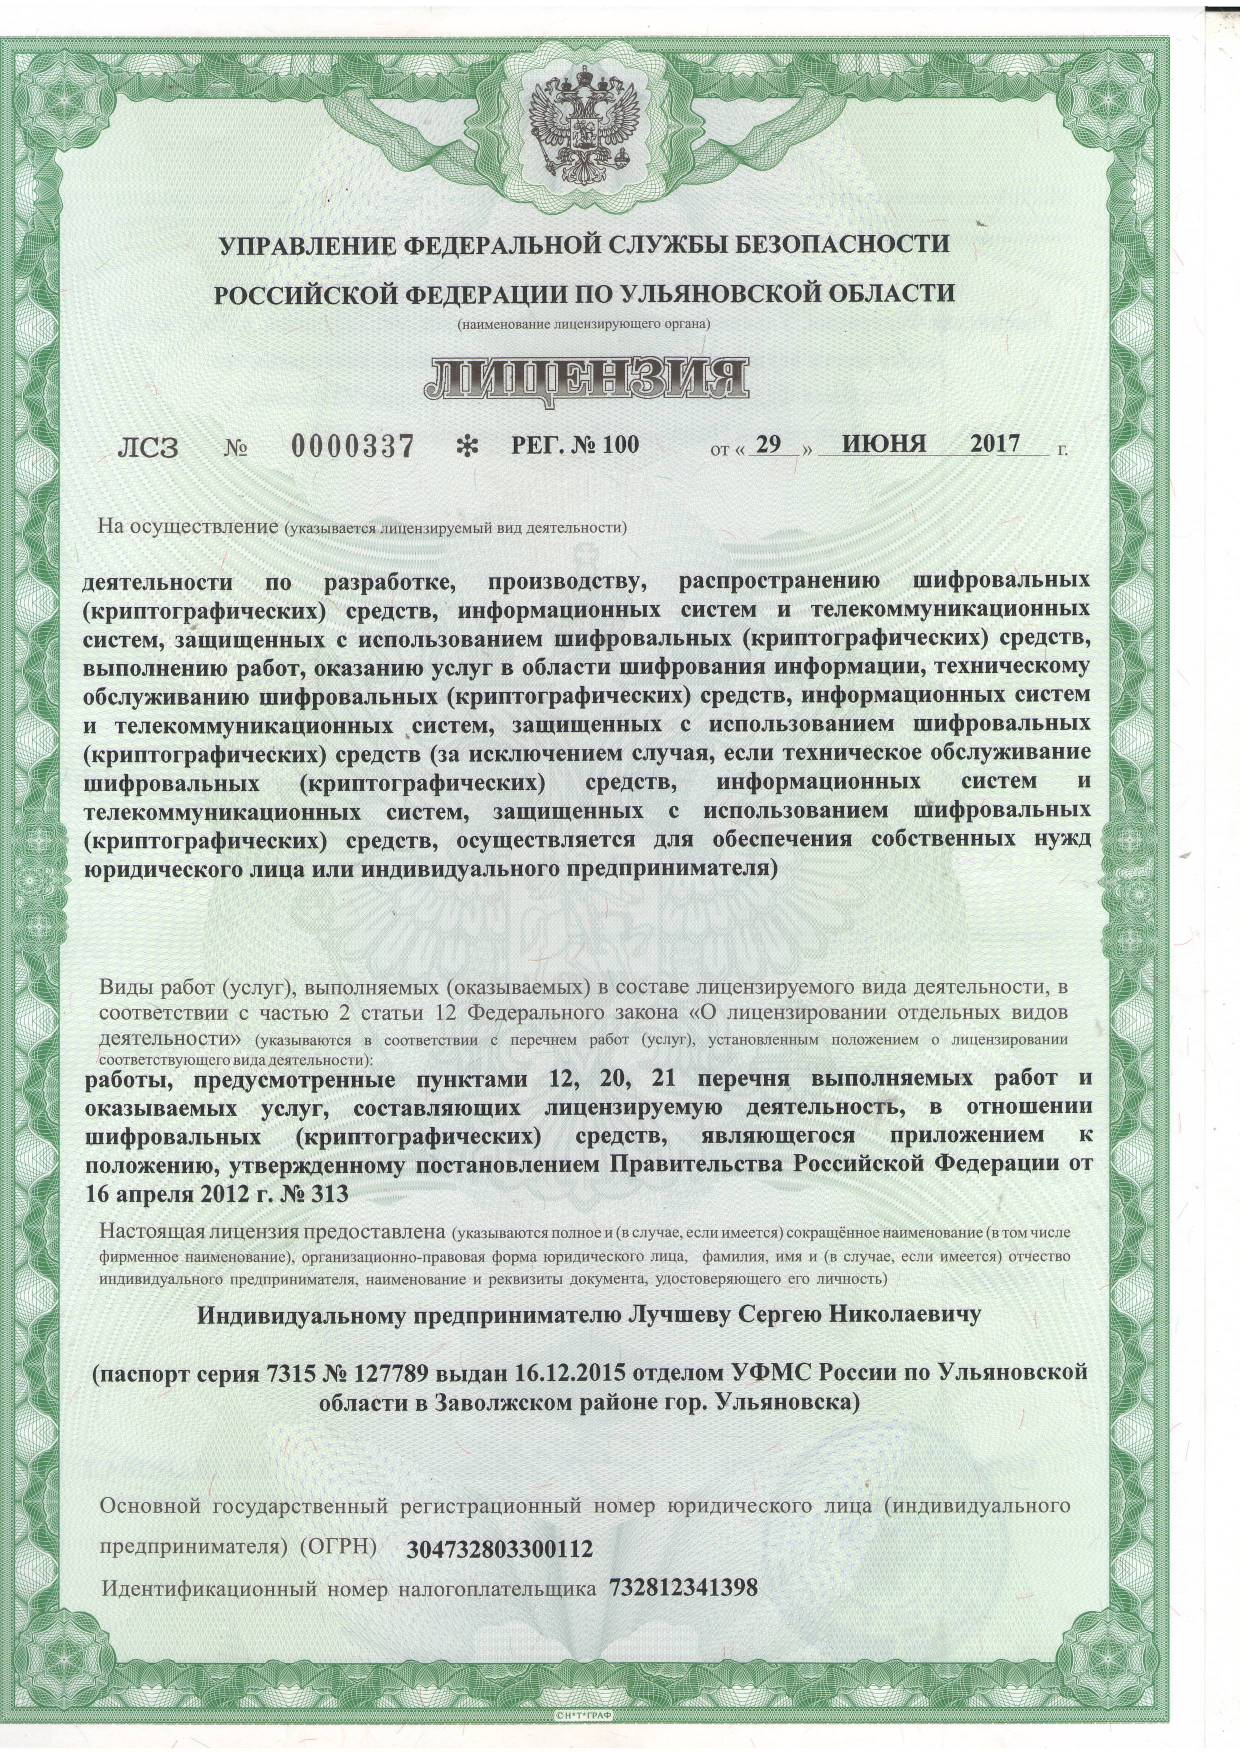 УПРАВЛЕНИЕ ФЕДЕРАЛЬНОЙ СЛУЖБЫ БЕЗОПАСНОСТИ
РОССИЙСКОЙ ФЕДЕРАЦИИ ПО УЛЬЯНОВСКОЙ ОБЛАСТИ
(наименование лицензирующего органа)
ЛИЦЕНЗИЯ
ЛСЗ № 0000337 * РЕГ. № 100 от « 29 » ИЮНЯ 2017 г.
На осуществление (указывается лицензируемый вид деятельности)
деятельности по разработке, производству, распространению шифровальных
(криптографических) средств, информационных систем и телекоммуникационных
систем, защищенных с использованием шифровальных (криптографических) средств,
выполнению работ, оказанию услуг в области шифрования информации, техническому
обслуживанию шифровальных (криптографических) средств, информационных систем
и телекоммуникационных систем, защищенных с использованием шифровальных
(криптографических) средств (за исключением случая, если техническое обслуживание
шифровальных (криптографических) средств, информационных систем и
телекоммуникационных систем, защищенных с использованием шифровальных
(криптографических) средств, осуществляется для обеспечения собственных нужд
юридического лица или индивидуального предпринимателя)
Виды работ (услуг), выполняемых (оказываемых) в составе лицензируемого вида деятельности, в
соответствии с частью 2 статьи 12 Федерального закона «О лицензировании отдельных видов
деятельности» (указываются в соответствии с перечнем работ (услуг), установленным положением о лицензировании
соответствующего вида деятельности):
работы, предусмотренные пунктами 12, 20, 21 перечня выполняемых работ и
оказываемых услуг, составляющих лицензируемую деятельность, в отношении
шифровальных (криптографических) средств, являющегося приложением к
положению, утвержденному постановлением Правительства Российской Федерации от
16 апреля 2012 г. № 313
Настоящая лицензия предоставлена (указываются полное и (в случае, если имеется) сокращённое наименование (в том числе
фирменное наименование), организационно-правовая форма юридического лица, фамилия, имя и (в случае, если имеется) отчество
индивидуального предпринимателя, наименование и реквизиты документа, удостоверяющего его личность)
Индивидуальному предпринимателю Лучшеву Сергею Николаевичу
(паспорт серия 7315 № 127789 выдан 16.12.2015 отделом УФМС России по Ульяновской
области в Заволжском районе гор. Ульяновска)
Основной государственный регистрационный номер юридического лица (индивидуального
предпринимателя) (ОГРН) 304732803300112
Идентификационный номер налогоплательщика 732812341398
© Н*Т*ГРАФ